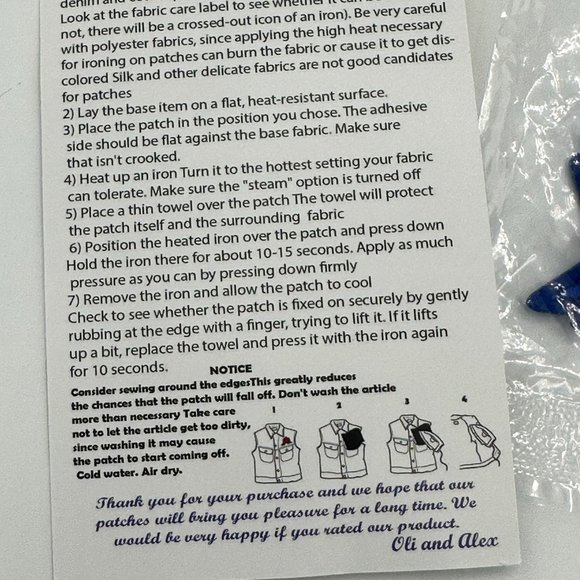 denim and
Look at the fabric care label to see whether it can be
not, there will be a crossed-out icon of an iron). Be very careful
with polyester fabrics, since applying the high heat necessary
for ironing on patches can burn the fabric or cause it to get dis-
colored Silk and other delicate fabrics are not good candidates
for patches
2) Lay the base item on a flat, heat-resistant surface.
3) Place the patch in the position you chose. The adhesive
side should be flat against the base fabric. Make sure
that isn't crooked.
4) Heat up an iron Turn it to the hottest setting your fabric
can tolerate. Make sure the "steam" option is turned off
5) Place a thin towel over the patch The towel will protect
the patch itself and the surrounding fabric
6) Position the heated iron over the patch and press down
Hold the iron there for about 10-15 seconds. Apply as much
pressure as you can by pressing down firmly
7) Remove the iron and allow the patch to cool
Check to see whether the patch is fixed on securely by gently
rubbing at the edge with a finger, trying to lift it. If it lifts
up a bit, replace the towel and press it with the iron again
for 10 seconds.
NOTICE
Consider sewing around the edgesThis greatly reduces
the chances that the patch will fall off. Don't wash the article
more than necessary Take care
not to let the article get too dirty,
since washing it may cause
the patch to start coming off.
Cold water. Air dry.
1 2 3 4
Thank you for your purchase and we hope that our
patches will bring you pleasure for a long time. We
would be very happy if you rated our product.
Oli and Alex